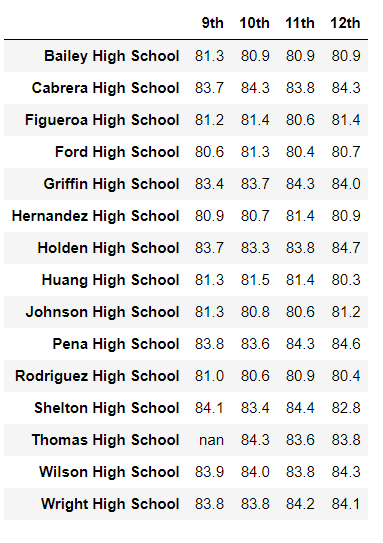 9th 10th 11th 12th
Bailey High School 81.3 80.9 80.9 80.9
Cabrera High School 83.7 84.3 83.8 84.3
Figueroa High School 81.2 81.4 80.6 81.4
Ford High School 80.6 81.3 80.4 80.7
Griffin High School 83.4 83.7 84.3 84.0
Hernandez High School 80.9 80.7 81.4 80.9
Holden High School 83.7 83.3 83.8 84.7
Huang High School 81.3 81.5 81.4 80.3
Johnson High School 81.3 80.8 80.6 81.2
Pena High School 83.8 83.6 84.3 84.6
Rodriguez High School 81.0 80.6 80.9 80.4
Shelton High School 84.1 83.4 84.4 82.8
Thomas High School nan 84.3 83.6 83.8
Wilson High School 83.9 84.0 83.8 84.3
Wright High School 83.8 83.8 84.2 84.1